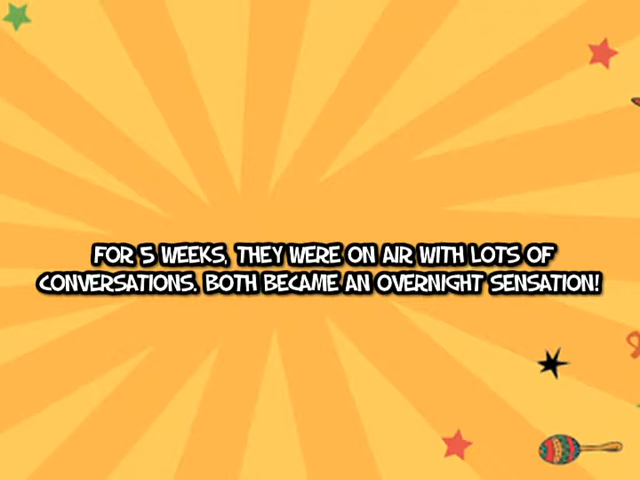 FOR 5 WEEKS, THEY WERE ON AIR WITH LOTS OF
CONVERSATIONS. BOTH BECAME AN OVERNIGHT SENSATION!